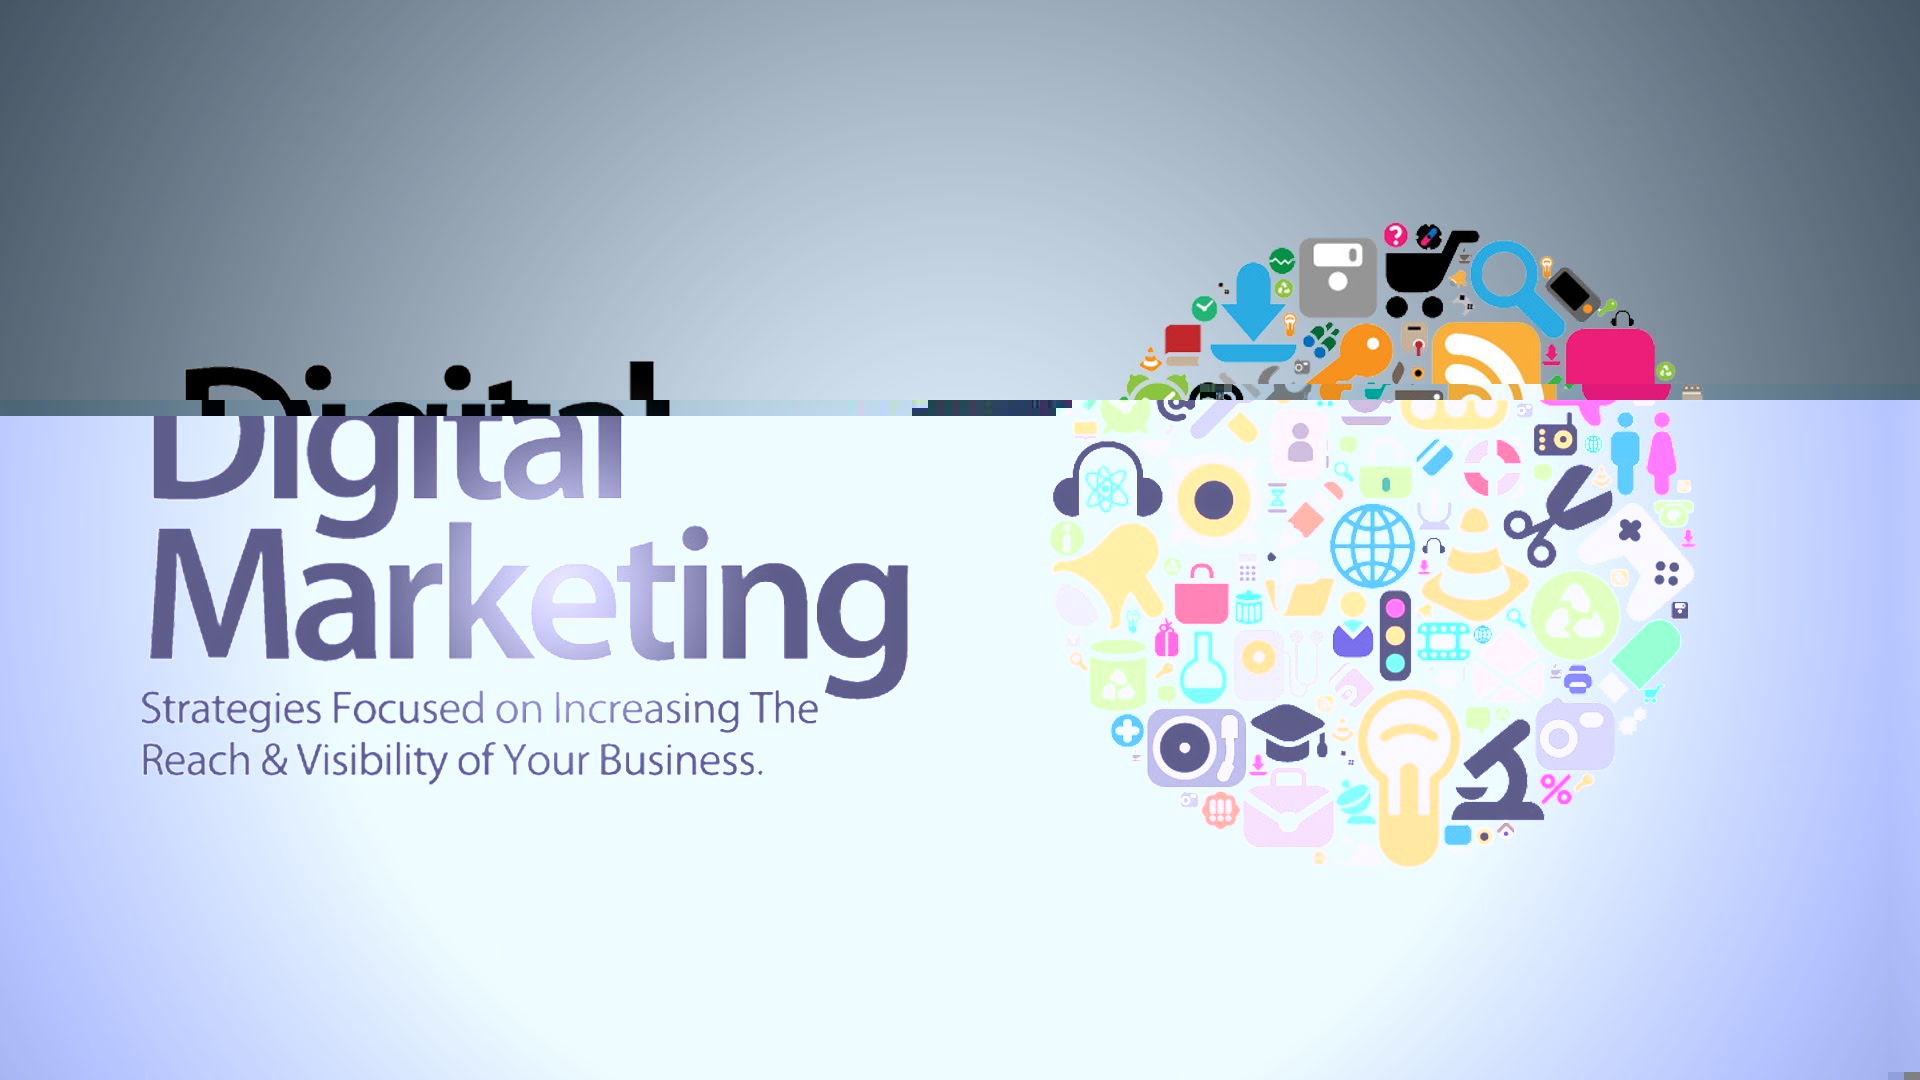 Digital
Marketing
Strategies Focused on Increasing The
Reach & Visibility of Your Business.